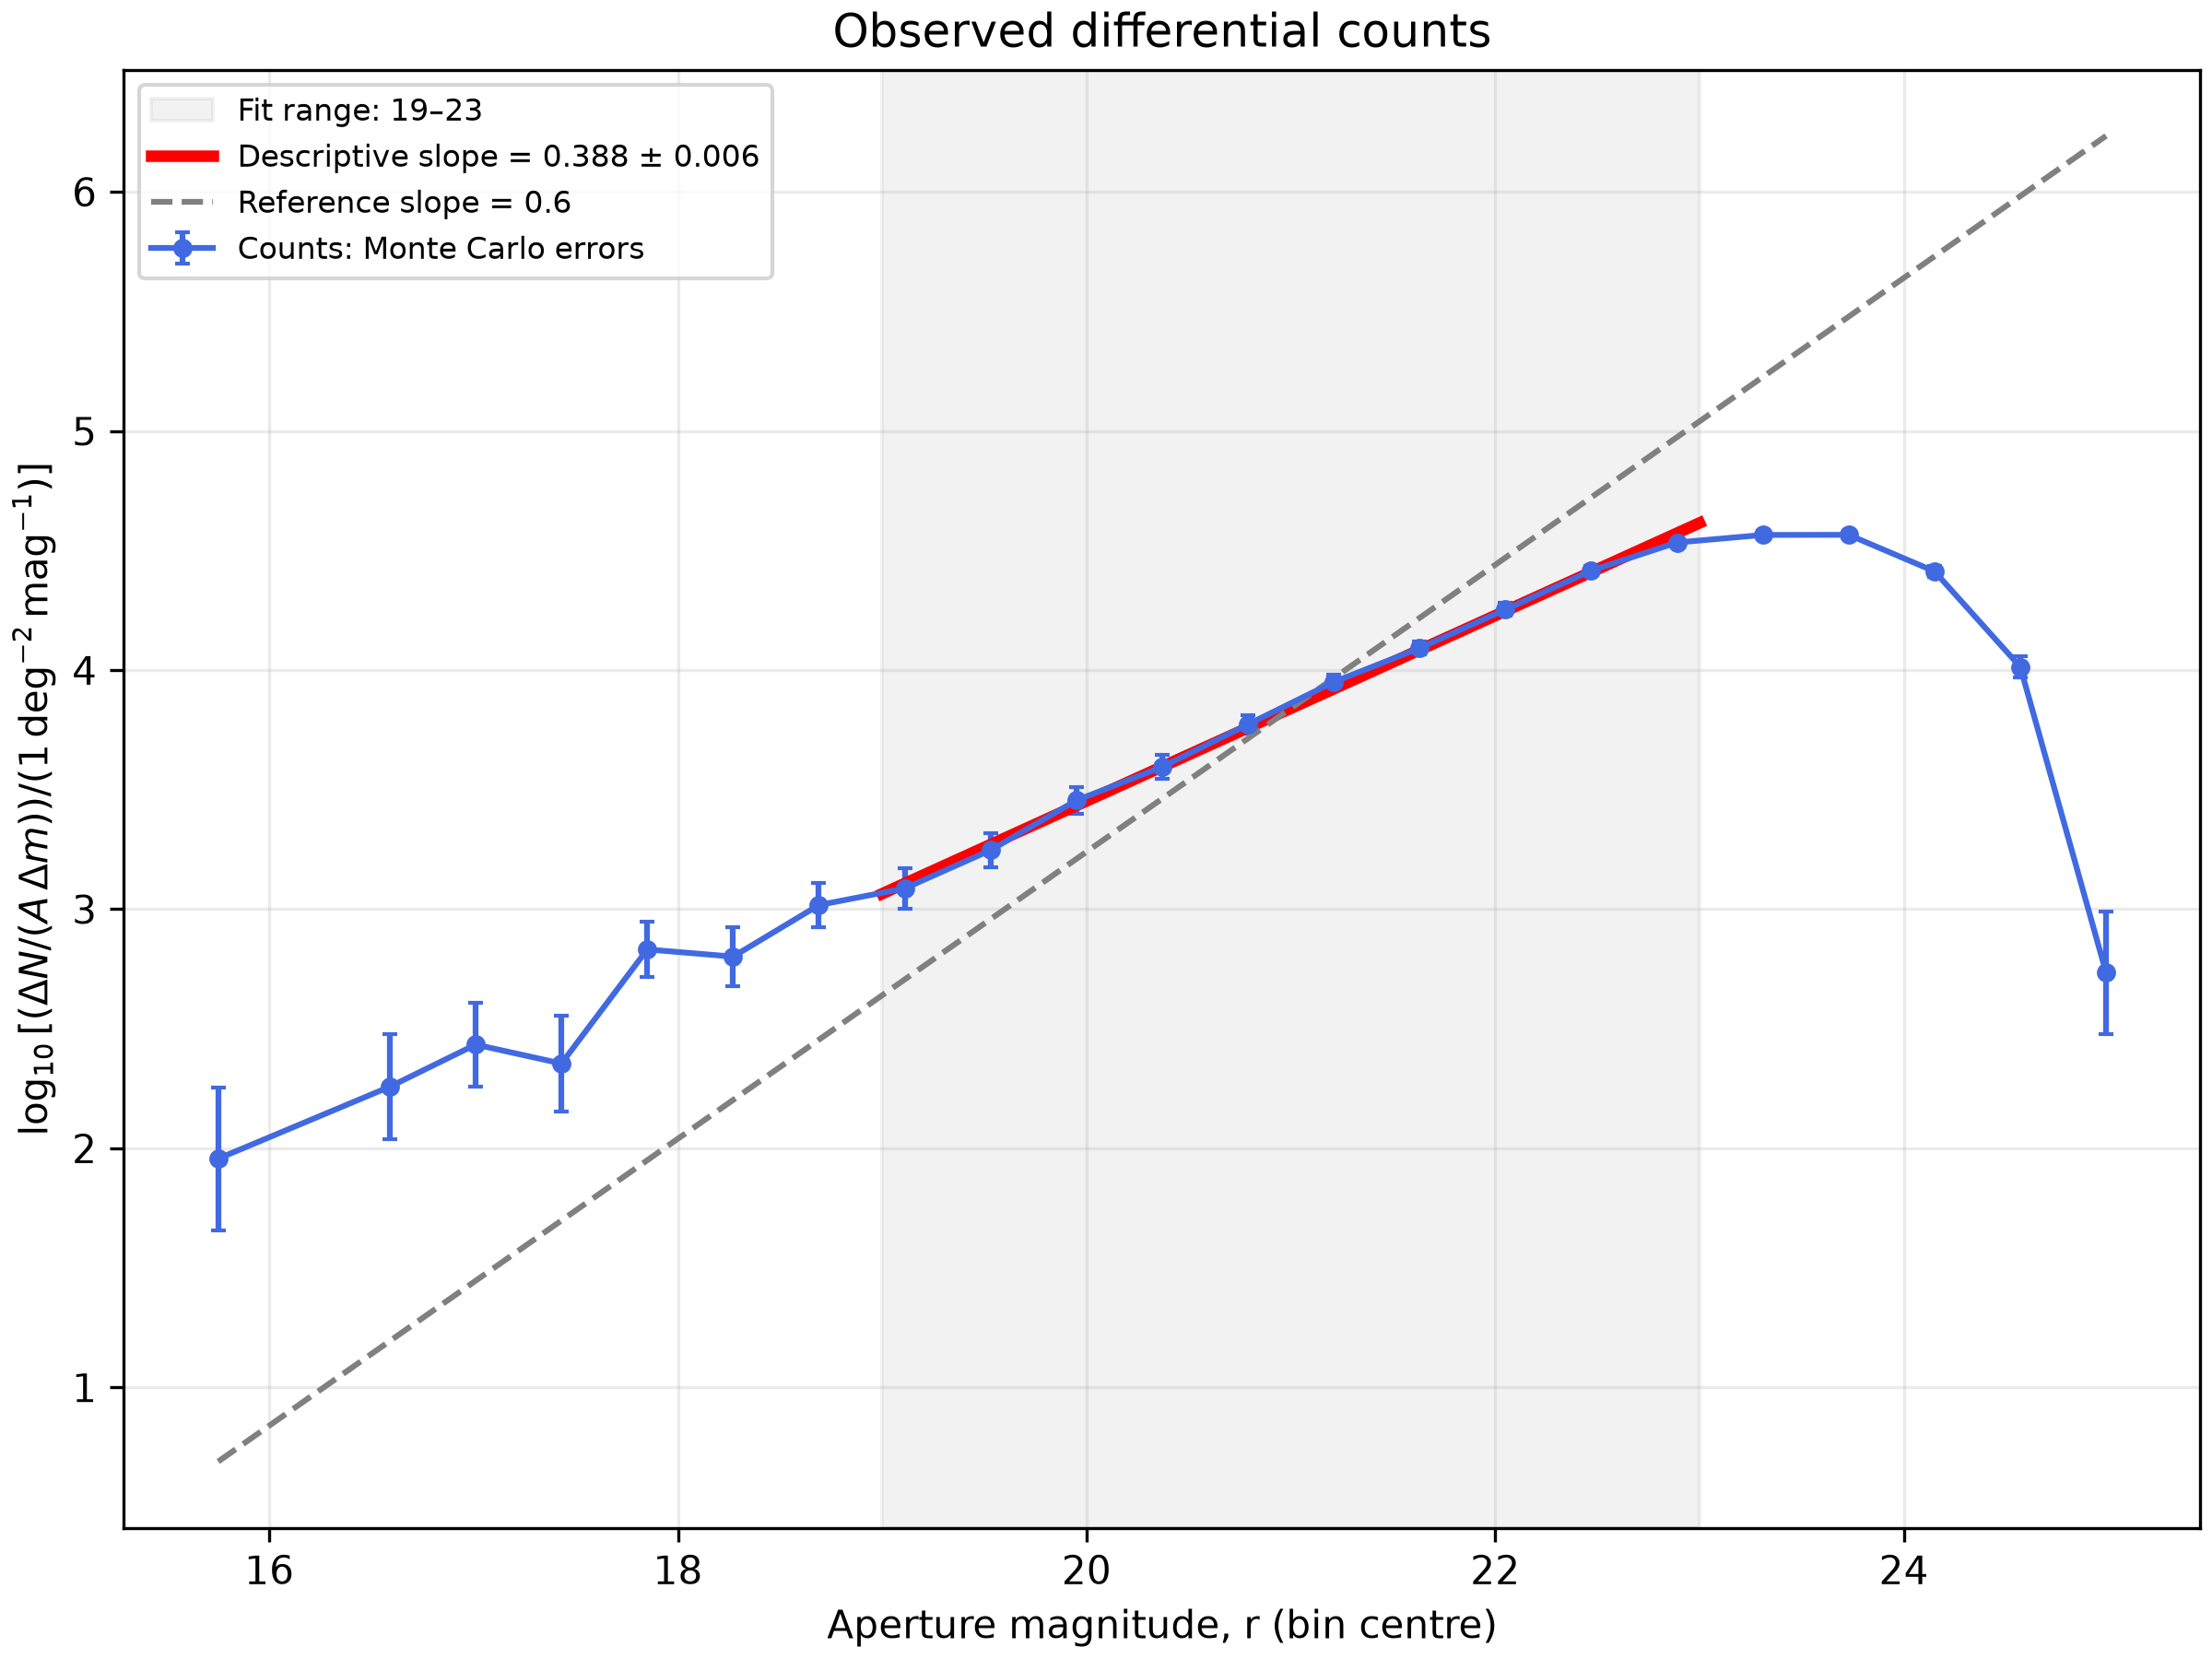 Observed differential counts
Fit range: 19–23
Descriptive slope = 0.388 ± 0.006
Reference slope = 0.6
Counts: Monte Carlo errors
log₁₀ [(ΔN/(A Δm))/(1 deg⁻² mag⁻¹)]
6
5
4
3
2
1
16 18 20 22 24
Aperture magnitude, r (bin centre)